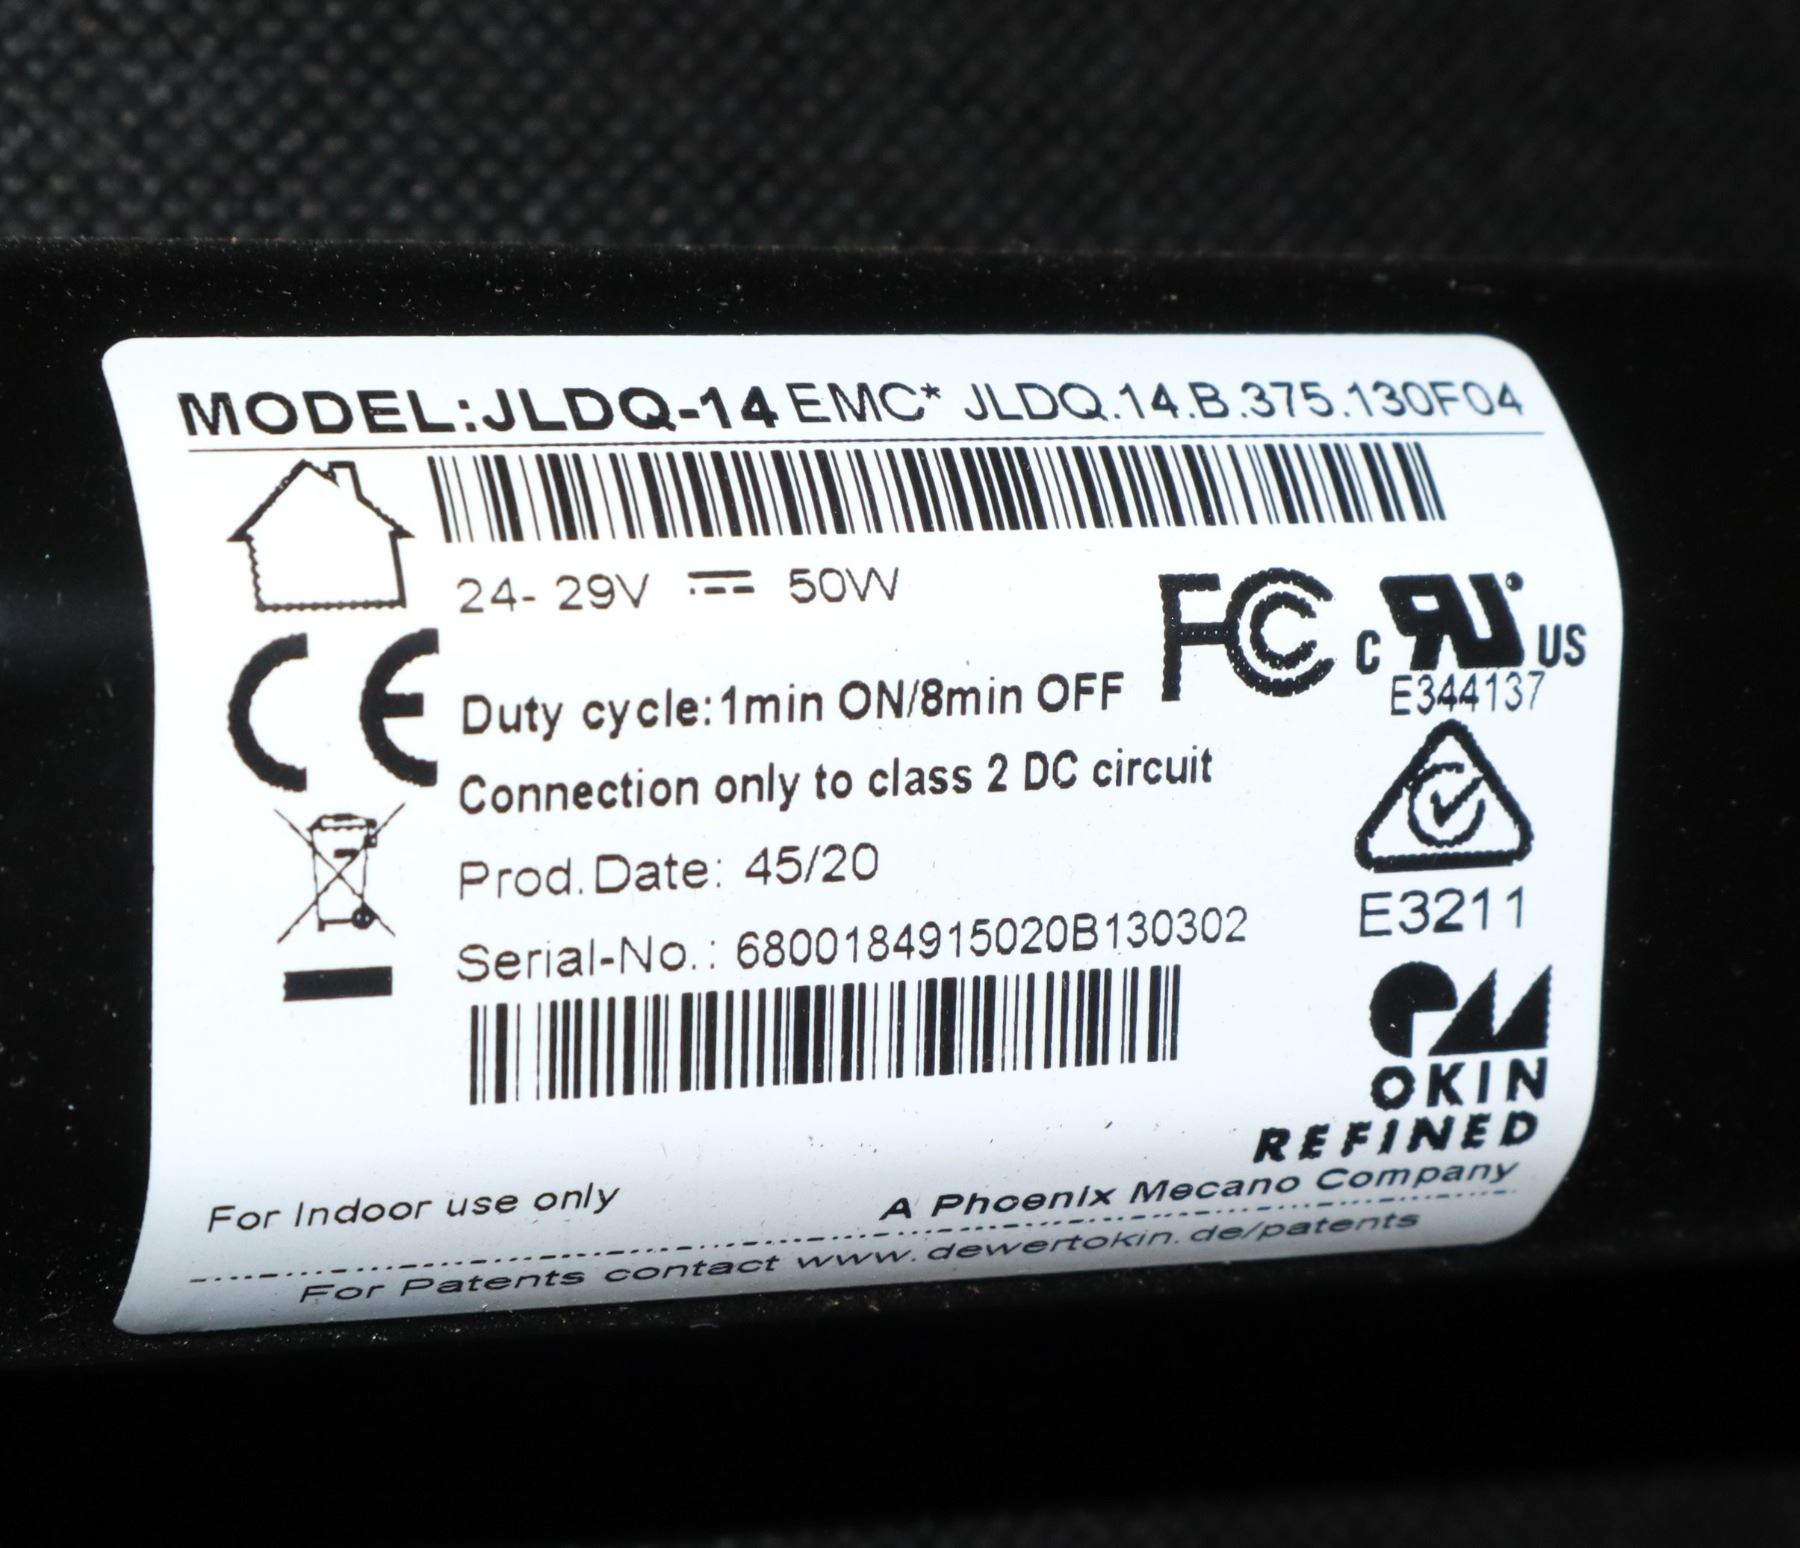 MODEL:JLDQ-14 EMC* JLDQ.14.B.375.130F04
24- 29V 50W
FC c RU US
E344137
CE
Duty cycle:1min ON/8min OFF
Connection only to class 2 DC circuit
Prod.Date: 45/20
E3211
Serial-No.: 6800184915020B130302
OKIN
REFINED
For Indoor use only
A Phoenix Mecano Company
For Patents contact www.dewertokin.de/patents